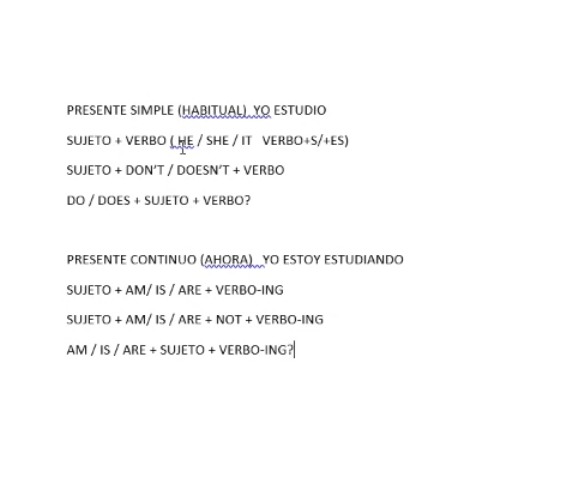 PRESENTE SIMPLE (HABITUAL) YO ESTUDIO
SUJETO + VERBO ( HE / SHE / IT VERBO+S/+ES)
SUJETO + DON'T / DOESN'T + VERBO
DO / DOES + SUJETO + VERBO?
PRESENTE CONTINUO (AHORA) YO ESTOY ESTUDIANDO
SUJETO + AM/ IS / ARE + VERBO-ING
SUJETO + AM/ IS / ARE + NOT + VERBO-ING
AM / IS / ARE + SUJETO + VERBO-ING?